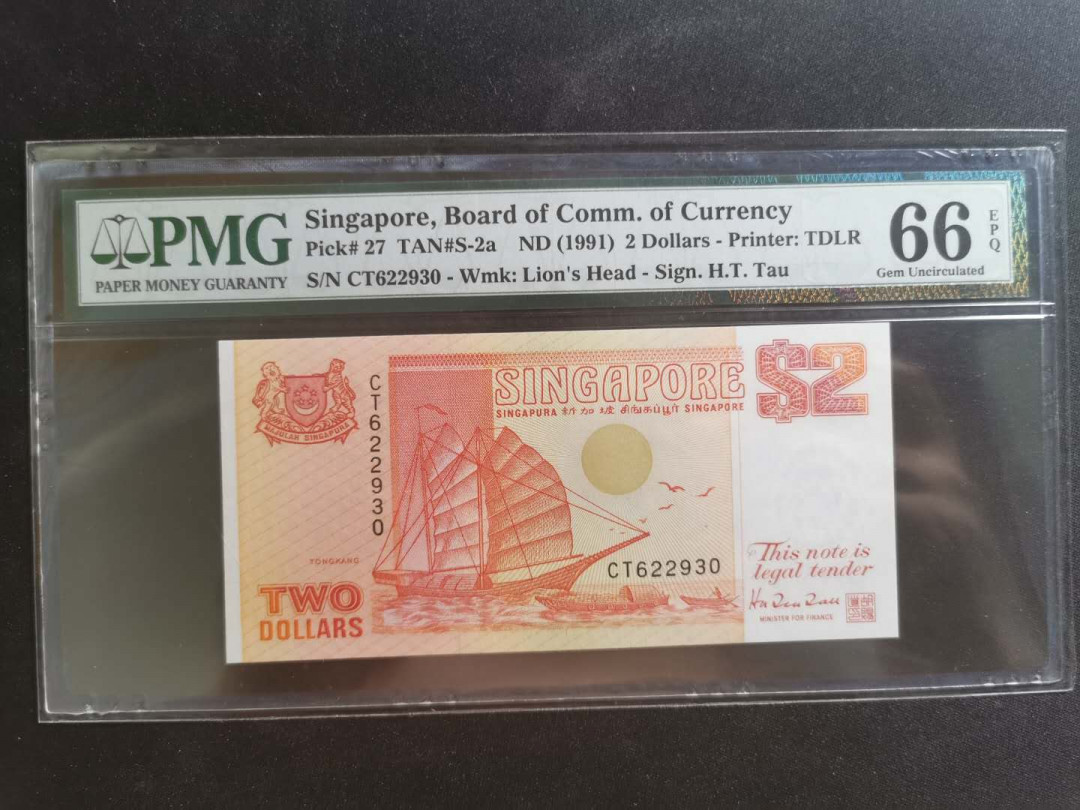 PMG
PAPER MONEY GUARANTY
Singapore, Board of Comm. of Currency
Pick# 27 TAN#S-2a ND (1991) 2 Dollars - Printer: TDLR
S/N CT622930 - Wmk: Lion's Head - Sign. H.T. Tau
66
EPQ
Gem Uncirculated
MAJULAH SINGAPURA
CT622930
SINGAPORE
SINGAPURA 新加坡 சிங்கப்பூர் SINGAPORE
$2
TONGKANG
TWO
DOLLARS
CT622930
This note is
legal tender
MINISTER FOR FINANCE